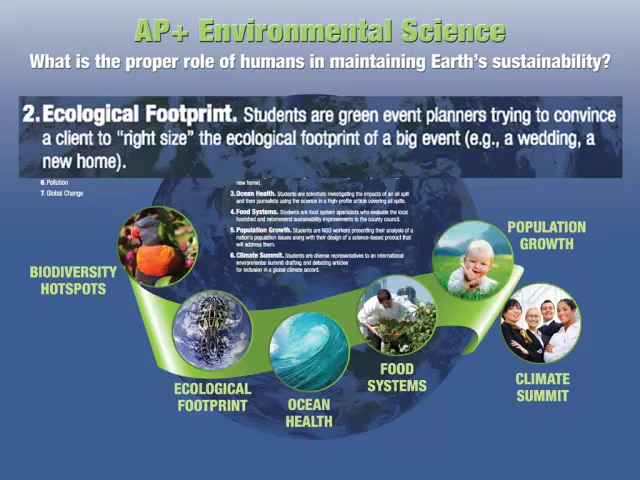 AP+ Environmental Science
What is the proper role of humans in maintaining Earth's sustainability?
2. Ecological Footprint. Students are green event planners trying to convince
a client to “right size” the ecological footprint of a big event (e.g., a wedding, a
new home).
6. Pollution
7. Global Change
new home).
3. Ocean Health. Students are scientists investigating the impacts of an oil spill
and then journalists using the science in a high-profile article covering oil spills.
4. Food Systems. Students are food system specialists who evaluate the local
foodshed and recommend sustainability improvements to the county council.
5. Population Growth. Students are NGO workers presenting their analysis of a
nation's population issues along with their design of a science-based product that
will address them.
6. Climate Summit. Students are diverse representatives to an international
environmental summit drafting and debating articles
for inclusion in a global climate accord.
BIODIVERSITY
HOTSPOTS
ECOLOGICAL
FOOTPRINT
OCEAN
HEALTH
FOOD
SYSTEMS
POPULATION
GROWTH
CLIMATE
SUMMIT